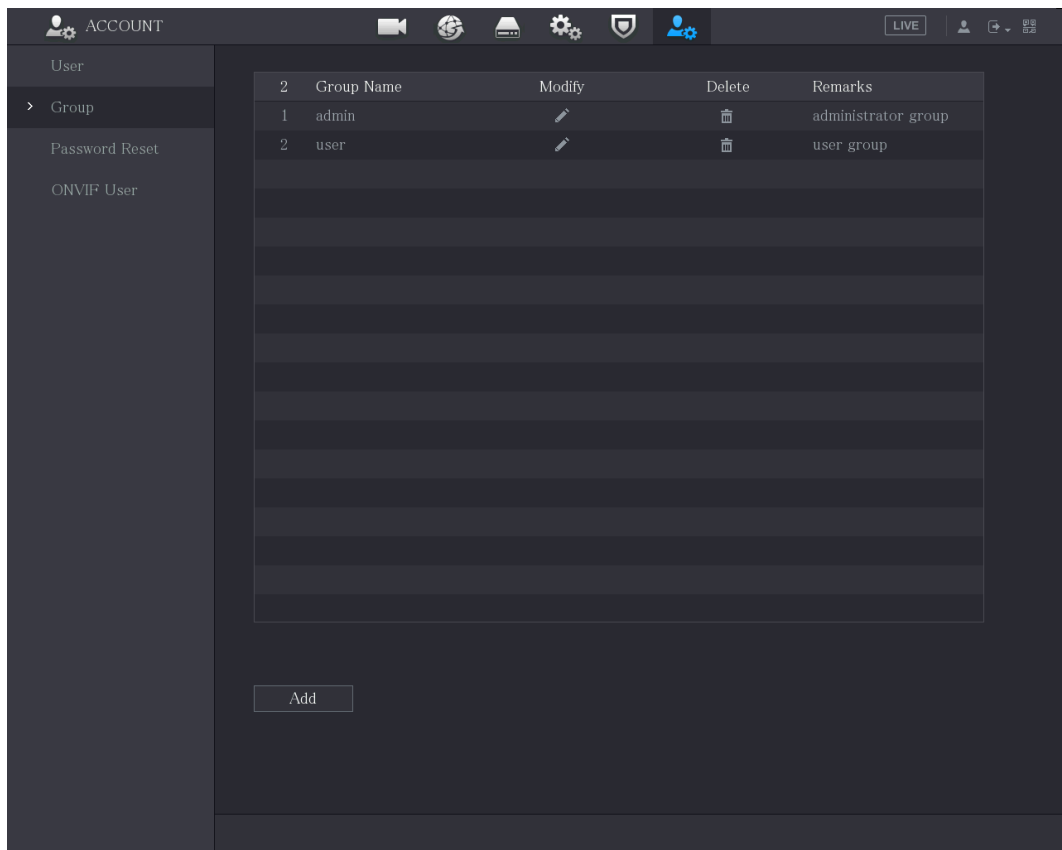 ACCOUNT LIVE
User
Group
Password Reset
ONVIF User
2 Group Name Modify Delete Remarks
1 admin administrator group
2 user user group
Add